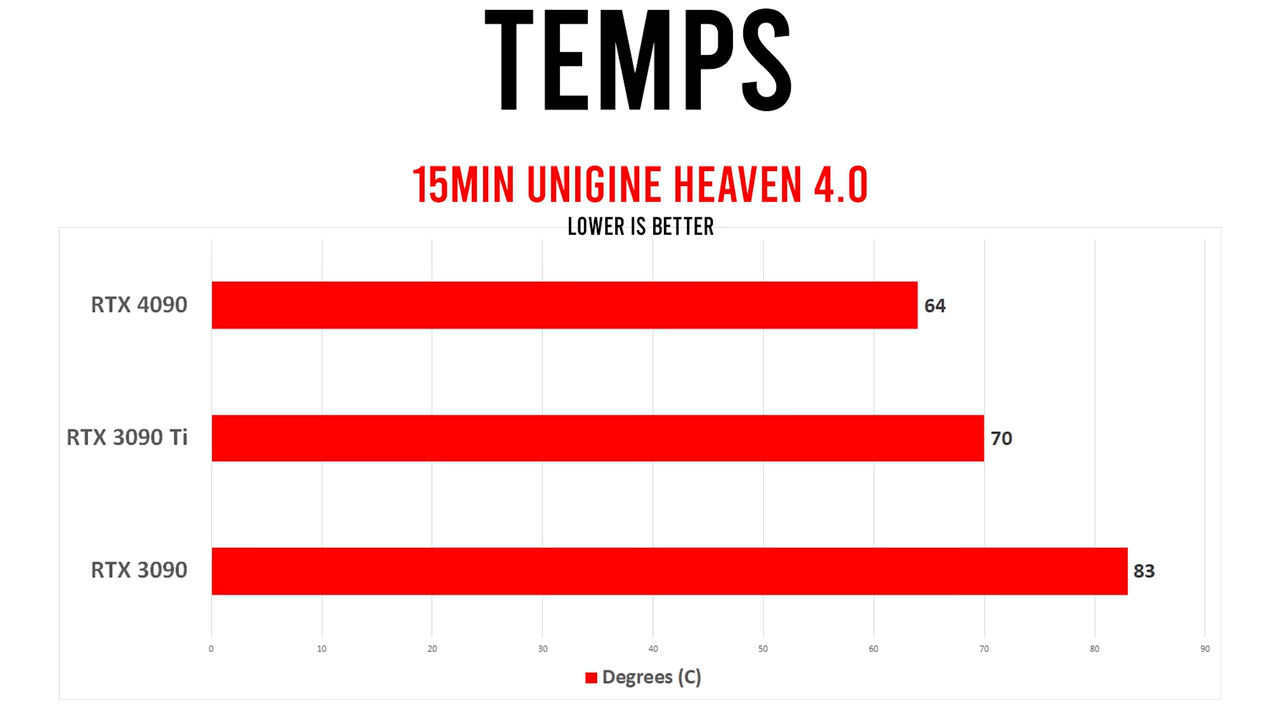 TEMPS
15MIN UNIGINE HEAVEN 4.0
LOWER IS BETTER
RTX 4090 64
RTX 3090 Ti 70
RTX 3090 83
0 10 20 30 40 50 60 70 80 90
Degrees (C)